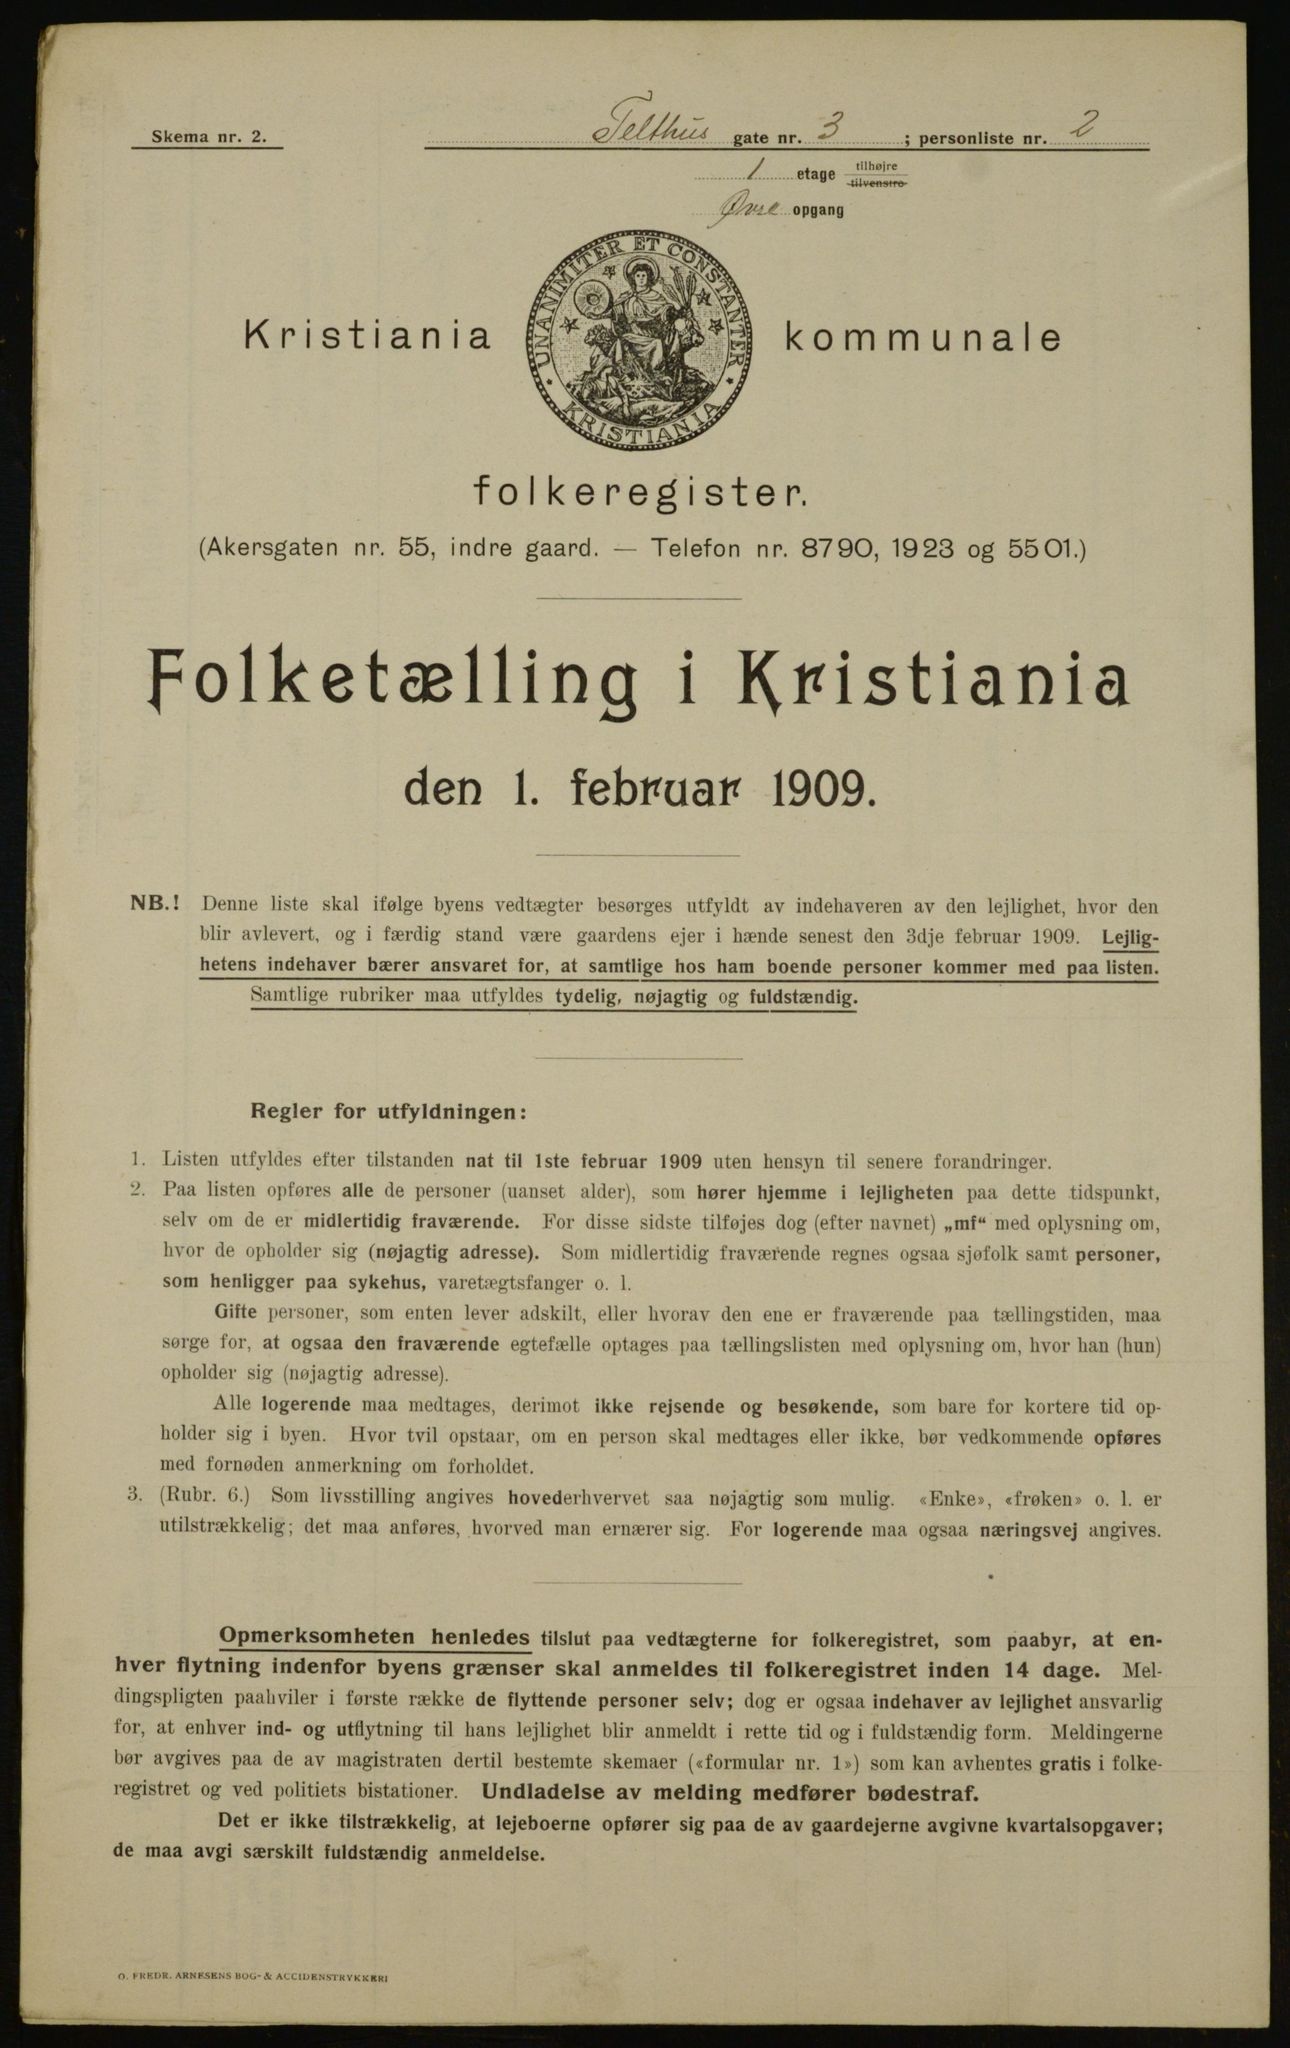 Skema nr. 2.
Telthus gate nr. 3 ; personliste nr. 2
1 etage tilhøjre
tilvenstre
Øvre opgang
UNANIMITER ET CONSTANTER
KRISTIANIA
Kristiania kommunale
folkeregister.
(Akersgaten nr. 55, indre gaard. — Telefon nr. 8790, 1923 og 5501.)
Folketælling i Kristiania
den 1. februar 1909.
NB.! Denne liste skal ifølge byens vedtægter besørges utfyldt av indehaveren av den lejlighet, hvor den
blir avlevert, og i færdig stand være gaardens ejer i hænde senest den 3dje februar 1909. Lejlig-
hetens indehaver bærer ansvaret for, at samtlige hos ham boende personer kommer med paa listen.
Samtlige rubriker maa utfyldes tydelig, nøjagtig og fuldstændig.
Regler for utfyldningen:
1. Listen utfyldes efter tilstanden nat til 1ste februar 1909 uten hensyn til senere forandringer.
2. Paa listen opføres alle de personer (uanset alder), som hører hjemme i lejligheten paa dette tidspunkt,
selv om de er midlertidig fraværende. For disse sidste tilføjes dog (efter navnet) „mf“ med oplysning om,
hvor de opholder sig (nøjagtig adresse). Som midlertidig fraværende regnes ogsaa sjøfolk samt personer,
som henligger paa sykehus, varetægtsfanger o. l.
Gifte personer, som enten lever adskilt, eller hvorav den ene er fraværende paa tællingstiden, maa
sørge for, at ogsaa den fraværende egtefælle optages paa tællingslisten med oplysning om, hvor han (hun)
opholder sig (nøjagtig adresse).
Alle logerende maa medtages, derimot ikke rejsende og besøkende, som bare for kortere tid op-
holder sig i byen. Hvor tvil opstaar, om en person skal medtages eller ikke, bør vedkommende opføres
med fornøden anmerkning om forholdet.
3. (Rubr. 6.) Som livsstilling angives hovederhvervet saa nøjagtig som mulig. «Enke», «frøken» o. l. er
utilstrækkelig; det maa anføres, hvorved man ernærer sig. For logerende maa ogsaa næringsvej angives.
Opmerksomheten henledes tilslut paa vedtægterne for folkeregistret, som paabyr, at en-
hver flytning indenfor byens grænser skal anmeldes til folkeregistret inden 14 dage. Mel-
dingspligten paahviler i første række de flyttende personer selv; dog er ogsaa indehaver av lejlighet ansvarlig
for, at enhver ind- og utflytning til hans lejlighet blir anmeldt i rette tid og i fuldstændig form. Meldingerne
bør avgives paa de av magistraten dertil bestemte skemaer («formular nr. 1») som kan avhentes gratis i folke-
registret og ved politiets bistationer. Undladelse av melding medfører bødestraf.
Det er ikke tilstrækkelig, at lejeboerne opfører sig paa de av gaardejerne avgivne kvartalsopgaver;
de maa avgi særskilt fuldstændig anmeldelse.
O. FREDR. ARNESENS BOG- & ACCIDENSTRYKKERI